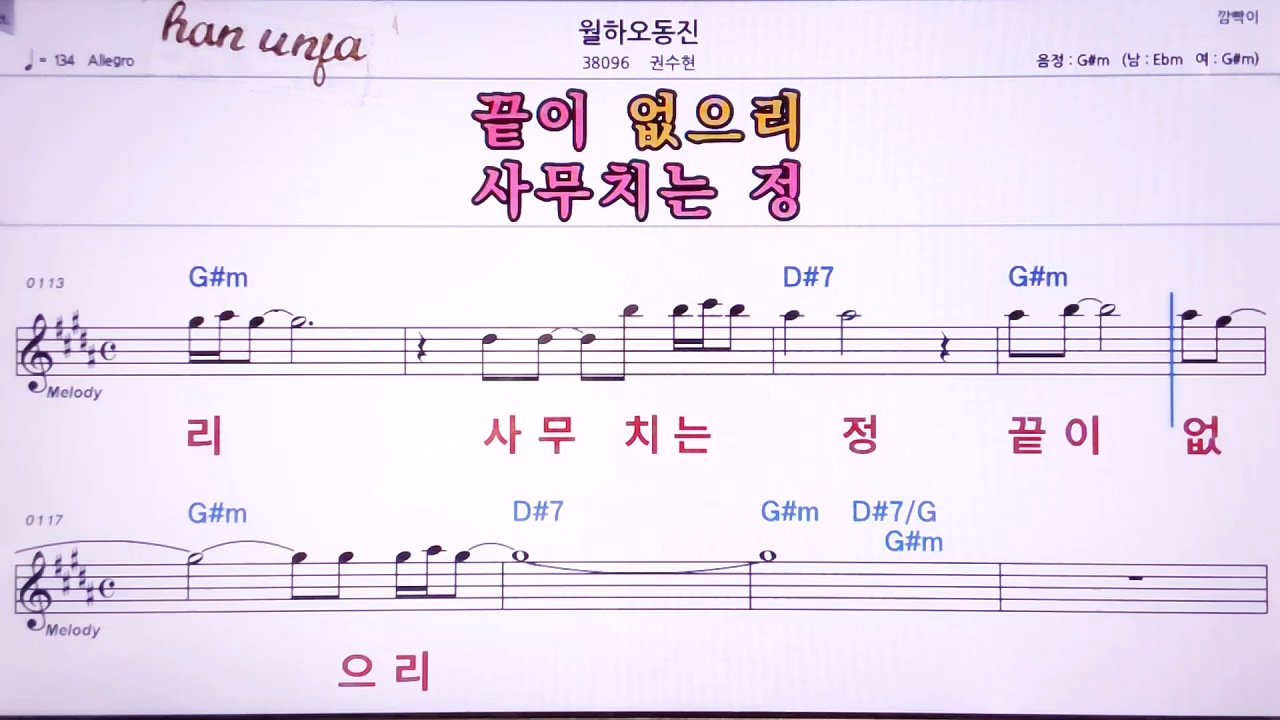 han unja
월하오동진
깜빡이
= 134 Allegro
38096 권수현
음정 : G#m (남 : Ebm 여 : G#m)
끝이 없으리
사무치는 정
0113
G#m D#7 G#m
Melody
리 사 무 치 는 정 끝 이 없
0117
G#m D#7 G#m D#7/G
G#m
Melody
으 리